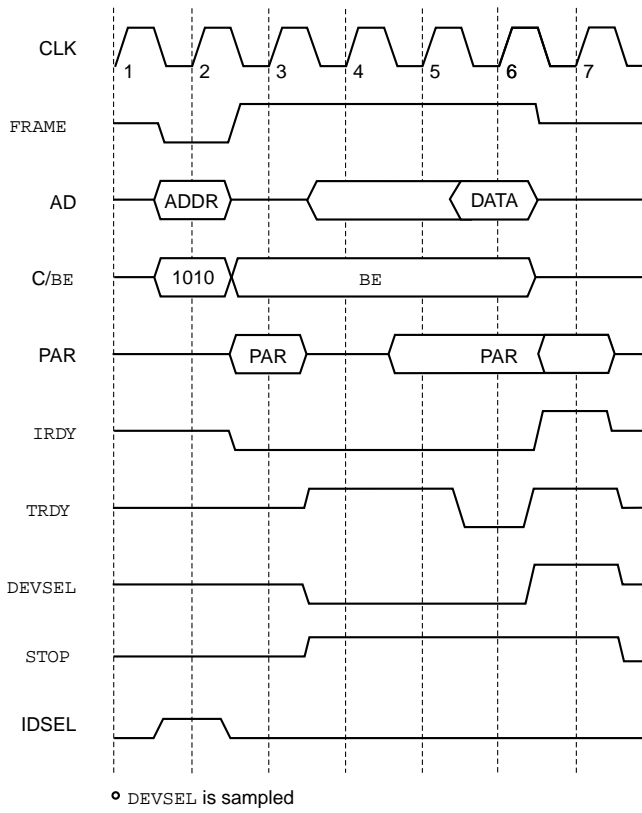 CLK
1 2 3 4 5 6 7
FRAME
AD
ADDR
DATA
C/BE
1010
BE
PAR
PAR
PAR
IRDY
TRDY
DEVSEL
STOP
IDSEL
DEVSEL is sampled